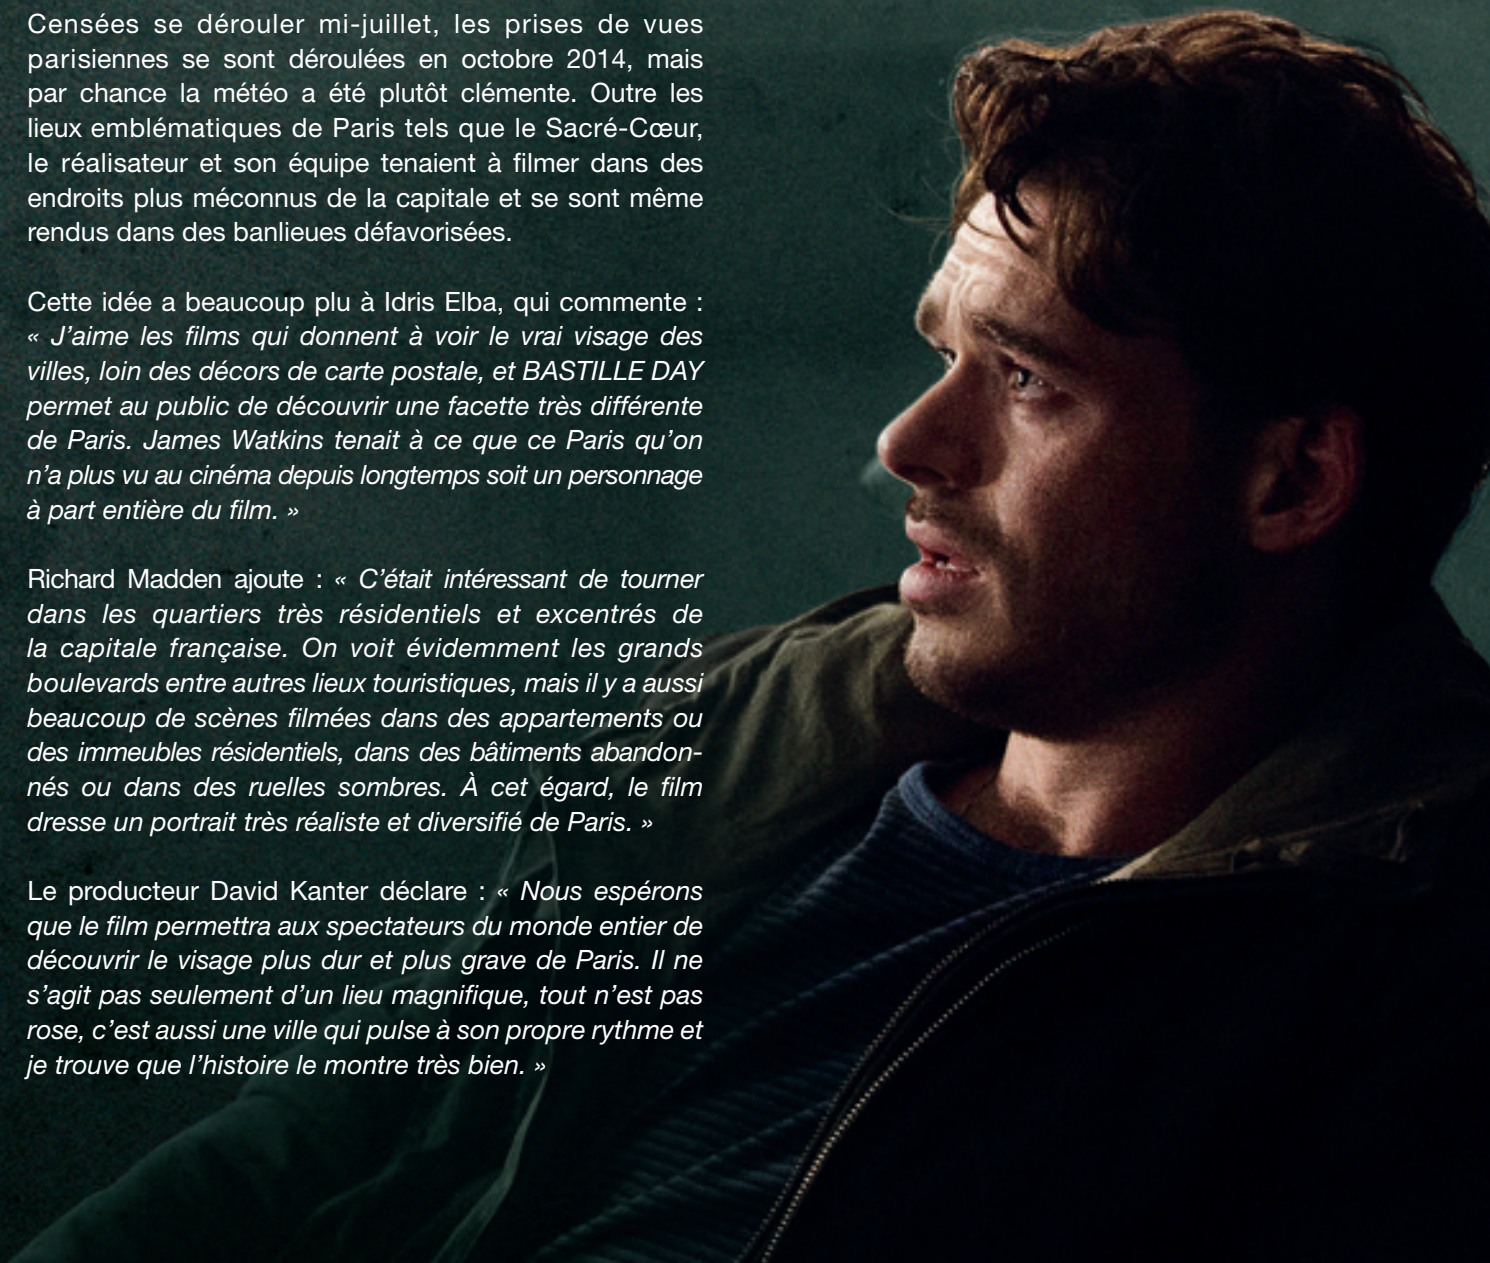 Censées se dérouler mi-juillet, les prises de vues
parisiennes se sont déroulées en octobre 2014, mais
par chance la météo a été plutôt clémente. Outre les
lieux emblématiques de Paris tels que le Sacré-Cœur,
le réalisateur et son équipe tenaient à filmer dans des
endroits plus méconnus de la capitale et se sont même
rendus dans des banlieues défavorisées.
Cette idée a beaucoup plu à Idris Elba, qui commente :
« J’aime les films qui donnent à voir le vrai visage des
villes, loin des décors de carte postale, et BASTILLE DAY
permet au public de découvrir une facette très différente
de Paris. James Watkins tenait à ce que ce Paris qu’on
n’a plus vu au cinéma depuis longtemps soit un personnage
à part entière du film. »
Richard Madden ajoute : « C’était intéressant de tourner
dans les quartiers très résidentiels et excentrés de
la capitale française. On voit évidemment les grands
boulevards entre autres lieux touristiques, mais il y a aussi
beaucoup de scènes filmées dans des appartements ou
des immeubles résidentiels, dans des bâtiments abandon-
nés ou dans des ruelles sombres. À cet égard, le film
dresse un portrait très réaliste et diversifié de Paris. »
Le producteur David Kanter déclare : « Nous espérons
que le film permettra aux spectateurs du monde entier de
découvrir le visage plus dur et plus grave de Paris. Il ne
s’agit pas seulement d’un lieu magnifique, tout n’est pas
rose, c’est aussi une ville qui pulse à son propre rythme et
je trouve que l’histoire le montre très bien. »